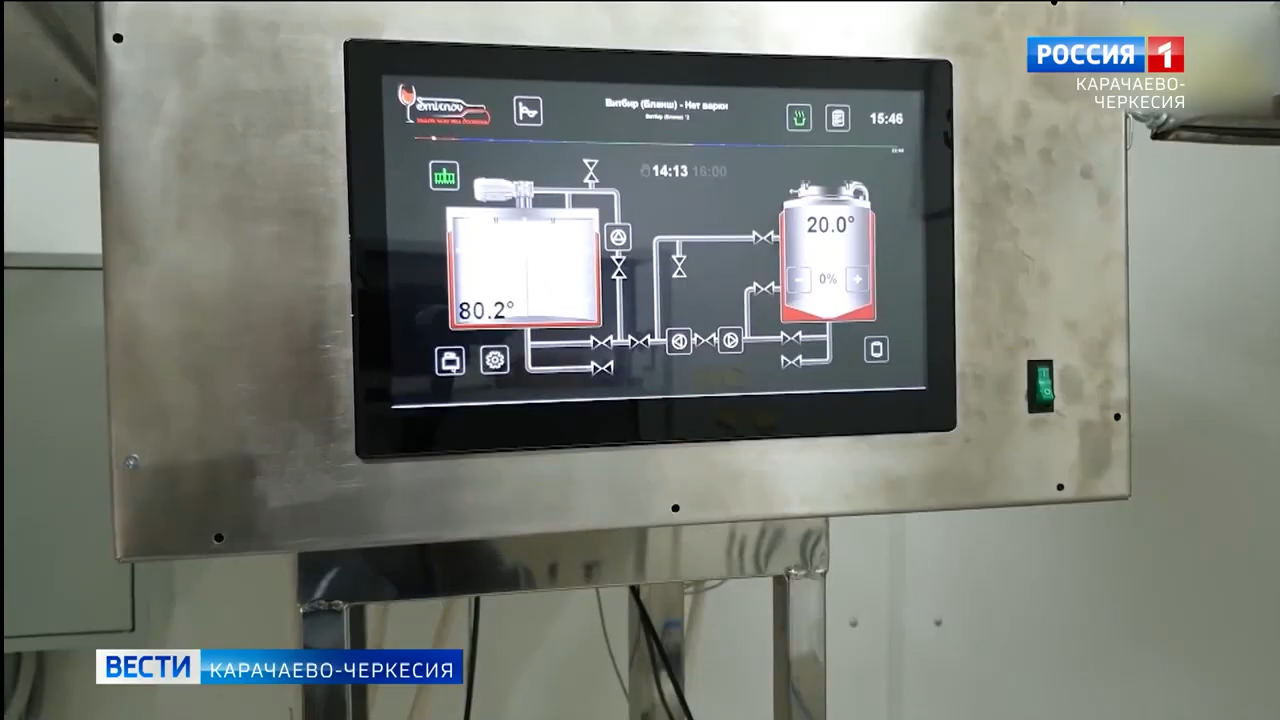 РОССИЯ 1
КАРАЧАЕВО-
ЧЕРКЕСИЯ
Smirnov
Витбир (Бланш) - Нет варки
15:46
14:13 16:00
20.0°
0%
80.2°
ВЕСТИ КАРАЧАЕВО-ЧЕРКЕСИЯ